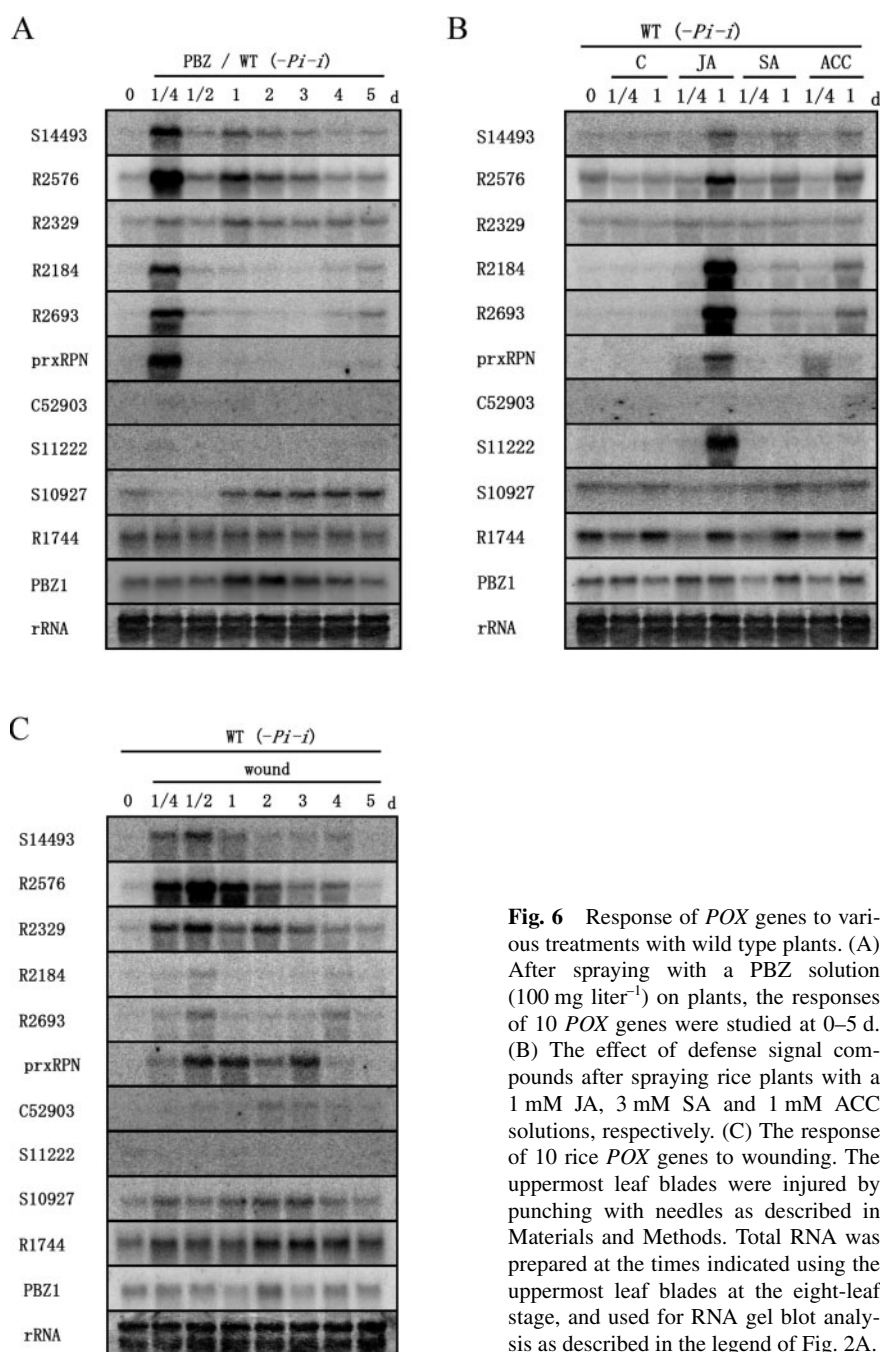 A
PBZ / WT (-Pi-i)
0 1/4 1/2 1 2 3 4 5 d
S14493
R2576
R2329
R2184
R2693
prxRPN
C52903
S11222
S10927
R1744
PBZ1
rRNA
B
WT (-Pi-i)
C JA SA ACC
0 1/4 1 1/4 1 1/4 1 1/4 1 d
S14493
R2576
R2329
R2184
R2693
prxRPN
C52903
S11222
S10927
R1744
PBZ1
rRNA
C
WT (-Pi-i)
wound
0 1/4 1/2 1 2 3 4 5 d
S14493
R2576
R2329
R2184
R2693
prxRPN
C52903
S11222
S10927
R1744
PBZ1
rRNA
Fig. 6 Response of POX genes to vari-
ous treatments with wild type plants. (A)
After spraying with a PBZ solution
(100 mg liter⁻¹) on plants, the responses
of 10 POX genes were studied at 0–5 d.
(B) The effect of defense signal com-
pounds after spraying rice plants with a
1 mM JA, 3 mM SA and 1 mM ACC
solutions, respectively. (C) The response
of 10 rice POX genes to wounding. The
uppermost leaf blades were injured by
punching with needles as described in
Materials and Methods. Total RNA was
prepared at the times indicated using the
uppermost leaf blades at the eight-leaf
stage, and used for RNA gel blot analy-
sis as described in the legend of Fig. 2A.